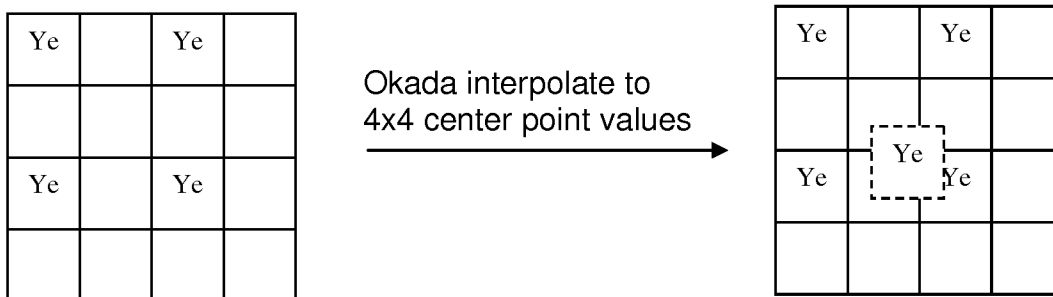 Ye Ye
Ye Ye
Okada interpolate to
4x4 center point values
Ye Ye
Ye
Ye Ye